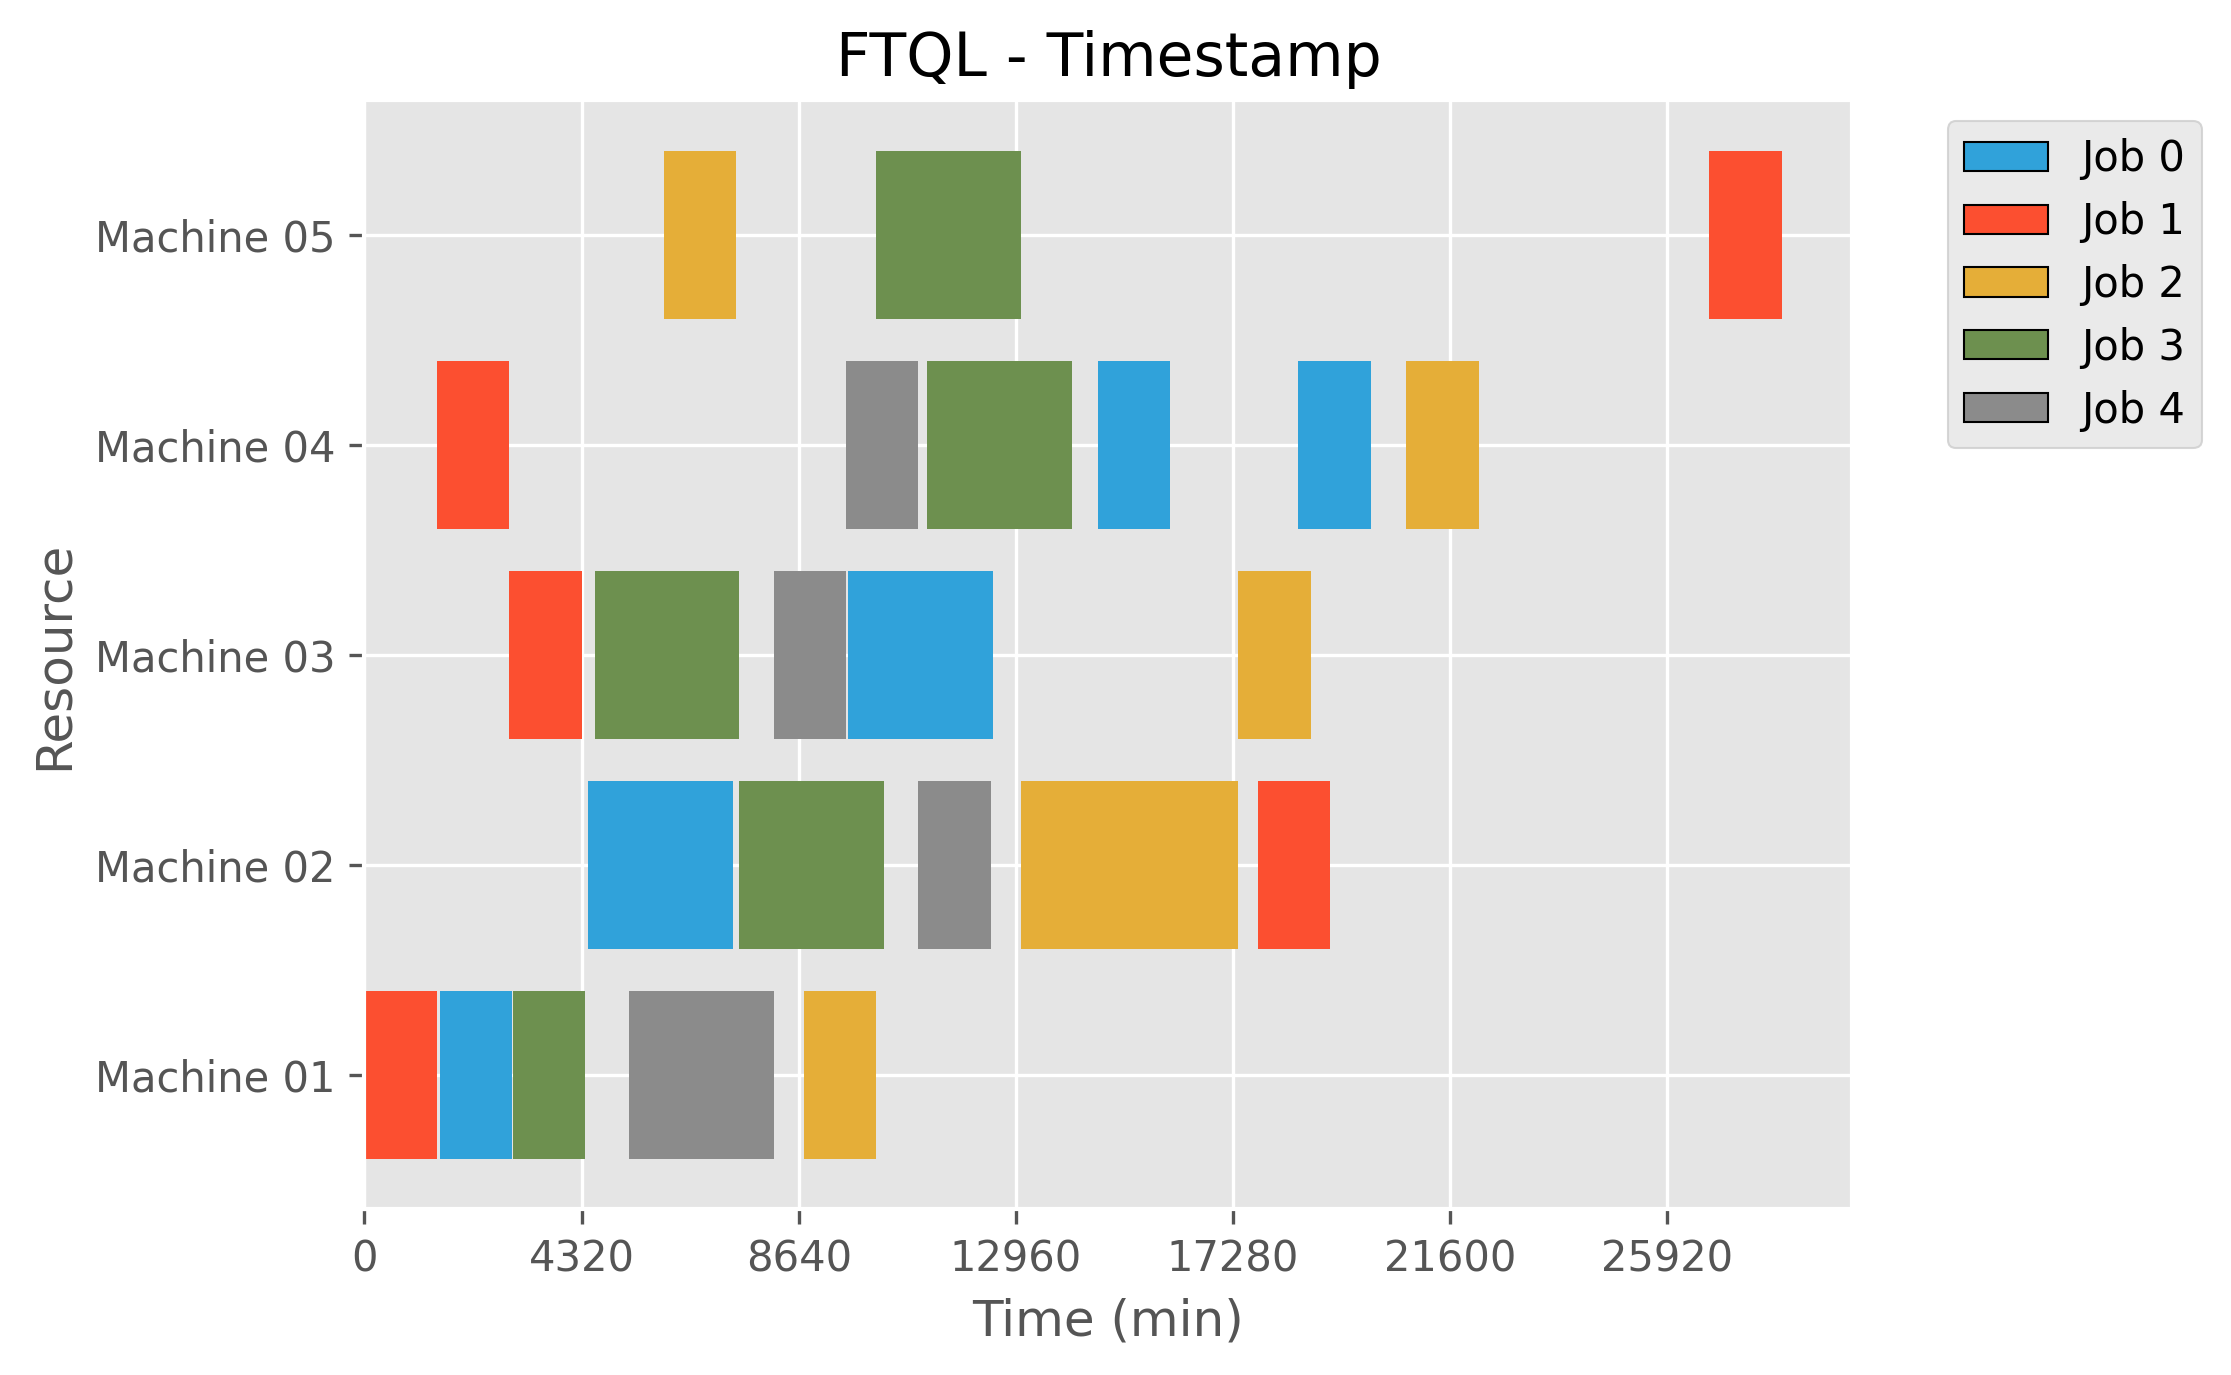 FTQL - Timestamp
Job 0
Job 1
Job 2
Job 3
Job 4
Machine 05
Machine 04
Machine 03
Machine 02
Machine 01
Resource
0 4320 8640 12960 17280 21600 25920
Time (min)